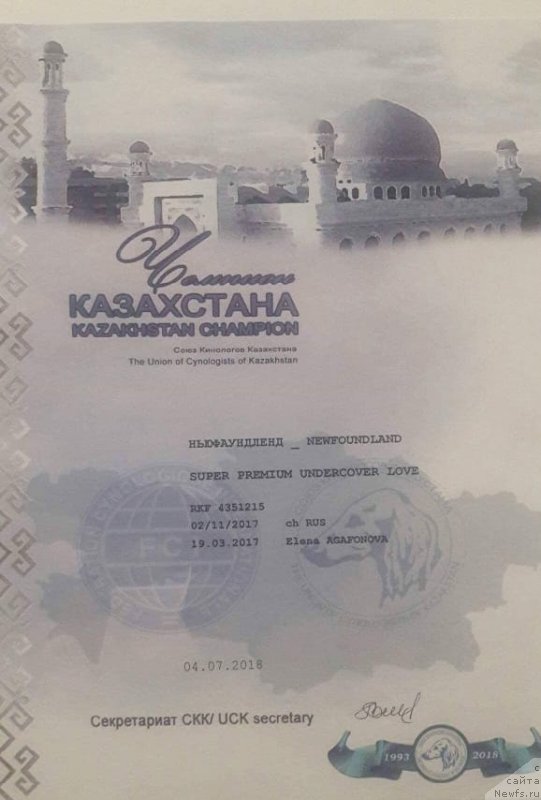 Чемпион
КАЗАХСТАНА
KAZAKHSTAN CHAMPION
Союз Кинологов Казахстана
The Union of Cynologists of Kazakhstan
НЬЮФАУНДЛЕНД _ NEWFOUNDLAND
SUPER PREMIUM UNDERCOVER LOVE
RKF 4351215
02/11/2017 ch RUS
19.03.2017 Elena AGAFONOVA
04.07.2018
Секретариат СКК/ UCK secretary
1993 2018
с
сайта
Newfs.ru